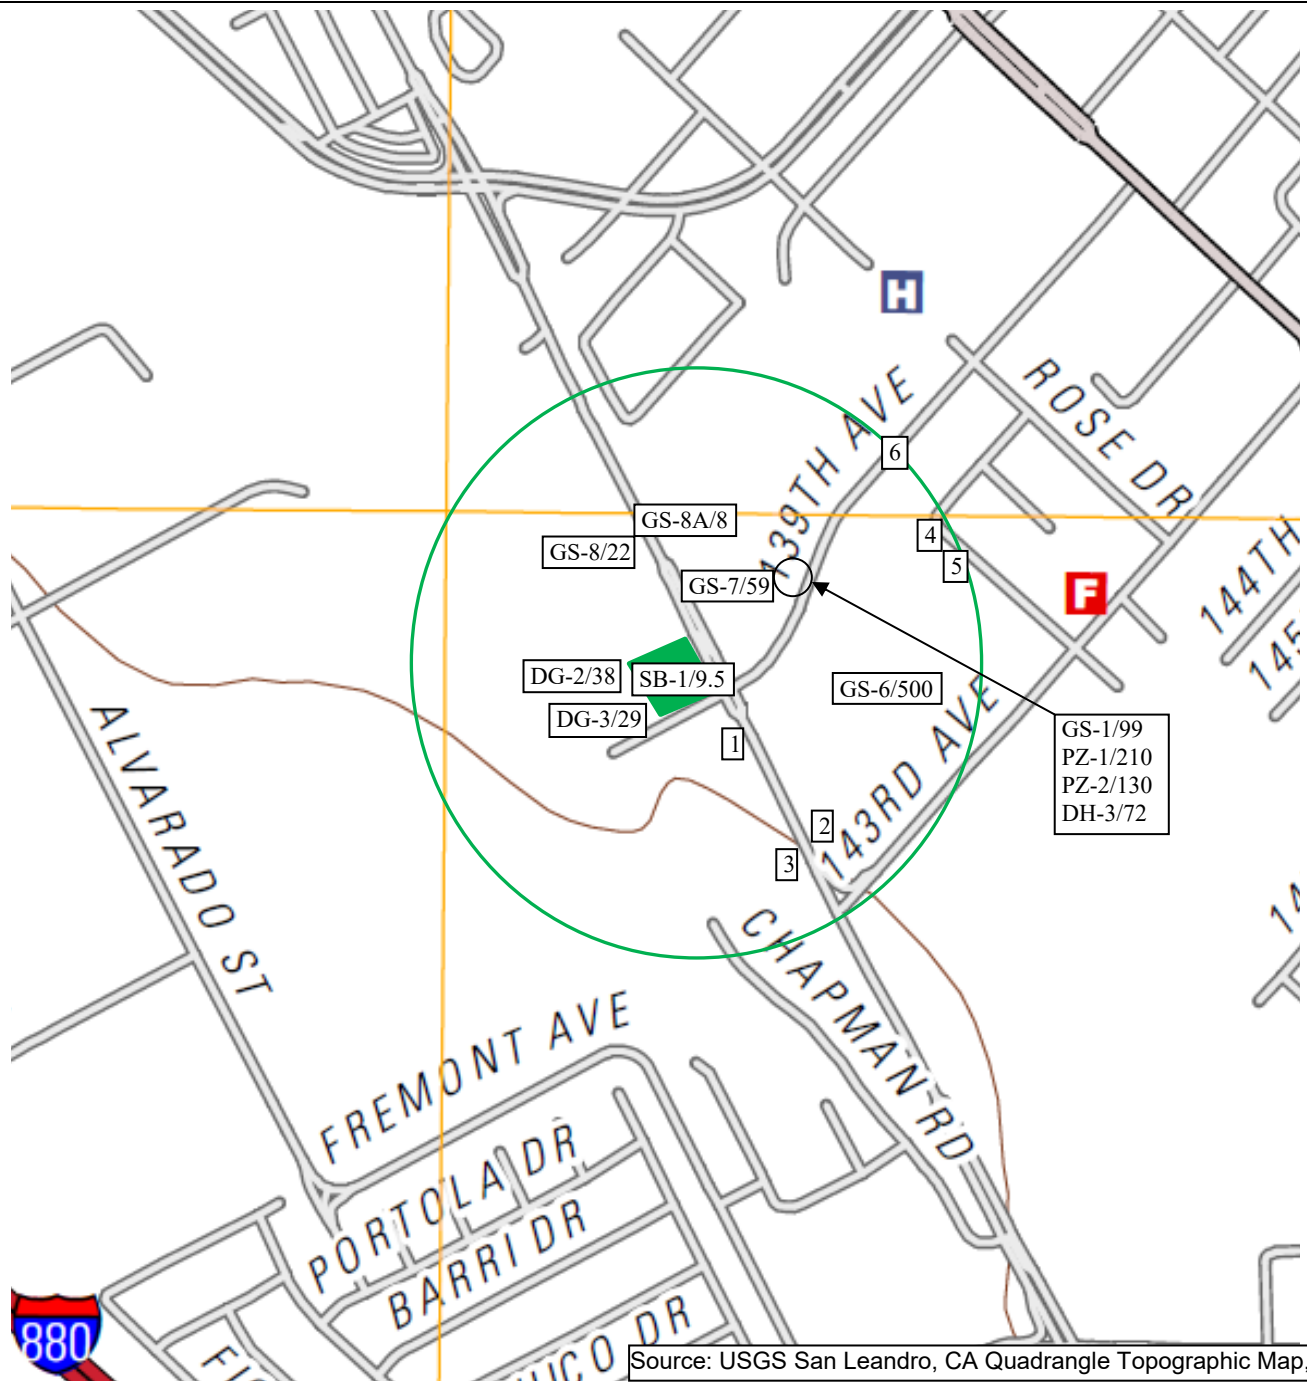 H
ROSE DR
139TH AVE
6
GS-8A/8
4
GS-8/22
5
144TH
GS-7/59
F
DG-2/38
SB-1/9.5
GS-6/500
DG-3/29
1
GS-1/99
PZ-1/210
PZ-2/130
DH-3/72
ALVARADO ST
2
3
143RD AVE
CHAPMAN RD
FREMONT AVE
PORTOLA DR
BARRI DR
880
Source: USGS San Leandro, CA Quadrangle Topographic Map,